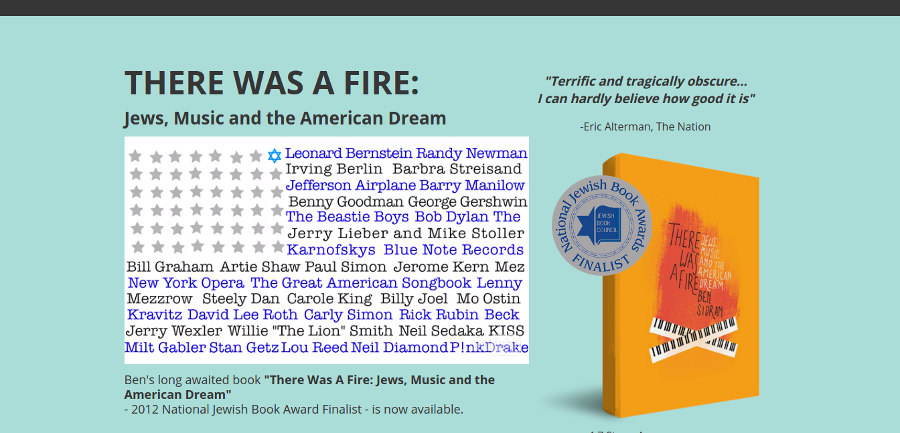 THERE WAS A FIRE:
Jews, Music and the American Dream
Leonard Bernstein Randy Newman
Irving Berlin Barbra Streisand
Jefferson Airplane Barry Manilow
Benny Goodman George Gershwin
The Beastie Boys Bob Dylan The
Jerry Lieber and Mike Stoller
Karnofskys Blue Note Records
Bill Graham Artie Shaw Paul Simon Jerome Kern Mez
New York Opera The Great American Songbook Lenny
Mezzrow Steely Dan Carole King Billy Joel Mo Ostin
Kravitz David Lee Roth Carly Simon Rick Rubin Beck
Jerry Wexler Willie "The Lion" Smith Neil Sedaka KISS
Milt Gabler Stan Getz Lou Reed Neil Diamond P!nk Drake
Ben's long awaited book "There Was A Fire: Jews, Music and the
American Dream"
- 2012 National Jewish Book Award Finalist - is now available.
"Terrific and tragically obscure...
I can hardly believe how good it is"
-Eric Alterman, The Nation
National Jewish Book Awards
JEWISH
BOOK
COUNCIL
FINALIST
THERE
WAS
A FIRE
JEWS,
MUSIC
AND THE
AMERICAN
DREAM
BEN
SIDRAN